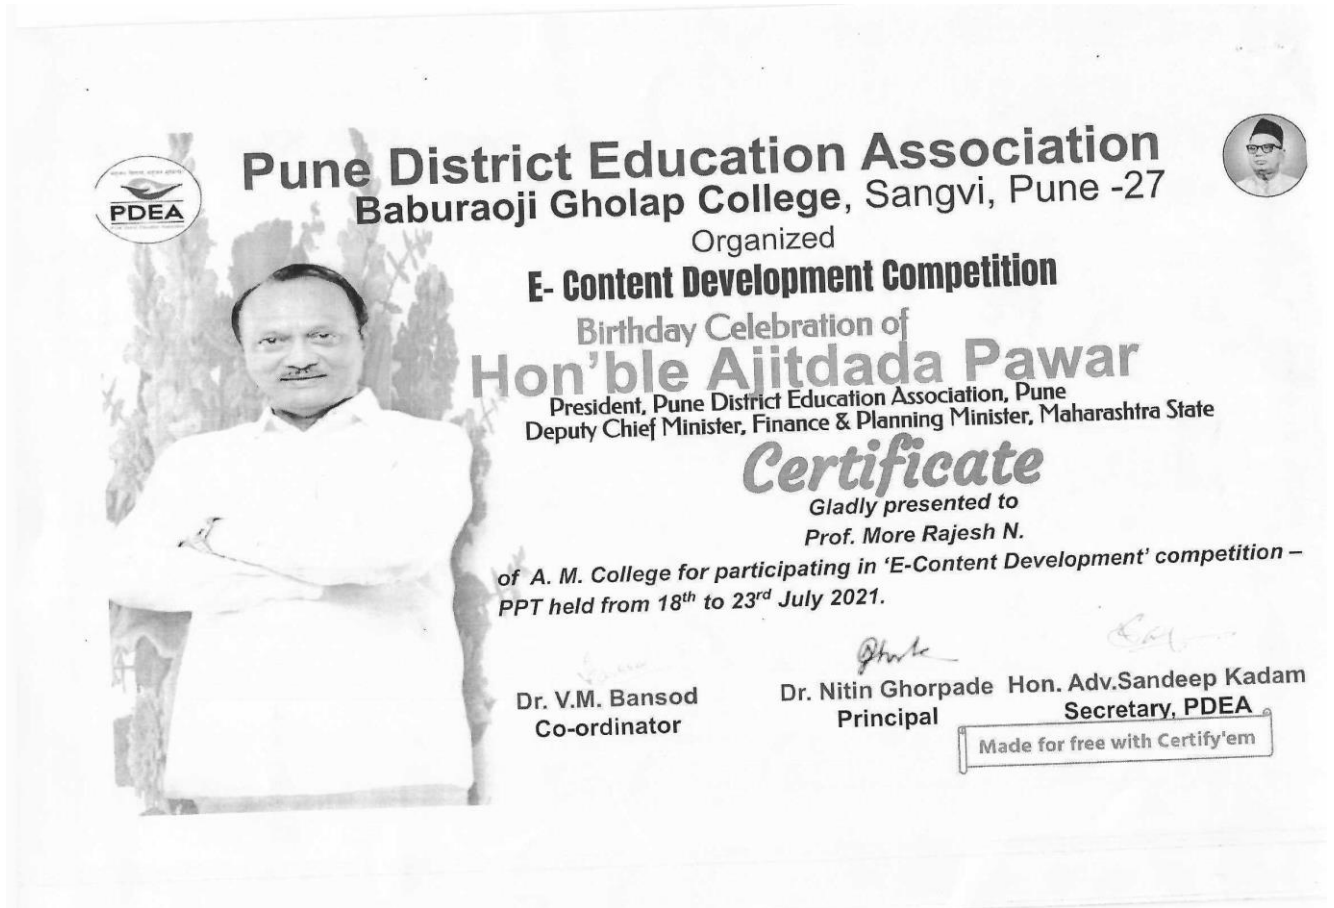 Pune District Education Association
PDEA
Baburaoji Gholap College, Sangvi, Pune -27
Organized
E- Content Development Competition
Birthday Celebration of
Hon'ble Ajitdada Pawar
President, Pune District Education Association, Pune
Deputy Chief Minister, Finance & Planning Minister, Maharashtra State
Certificate
Gladly presented to
Prof. More Rajesh N.
of A. M. College for participating in ‘E-Content Development’ competition –
PPT held from 18th to 23rd July 2021.
Dr. V.M. Bansod
Co-ordinator
Dr. Nitin Ghorpade
Principal
Hon. Adv.Sandeep Kadam
Secretary, PDEA
Made for free with Certify'em